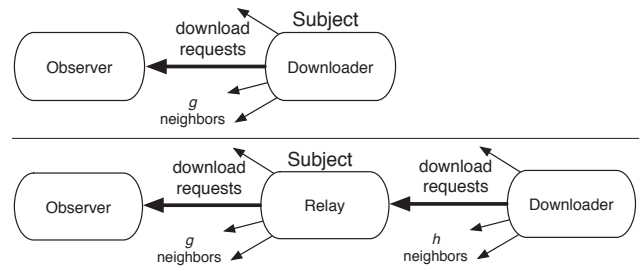 Subject
download
requests
Observer
Downloader
g
neighbors
Subject
download
requests
download
requests
Observer
Relay
Downloader
g
neighbors
h
neighbors